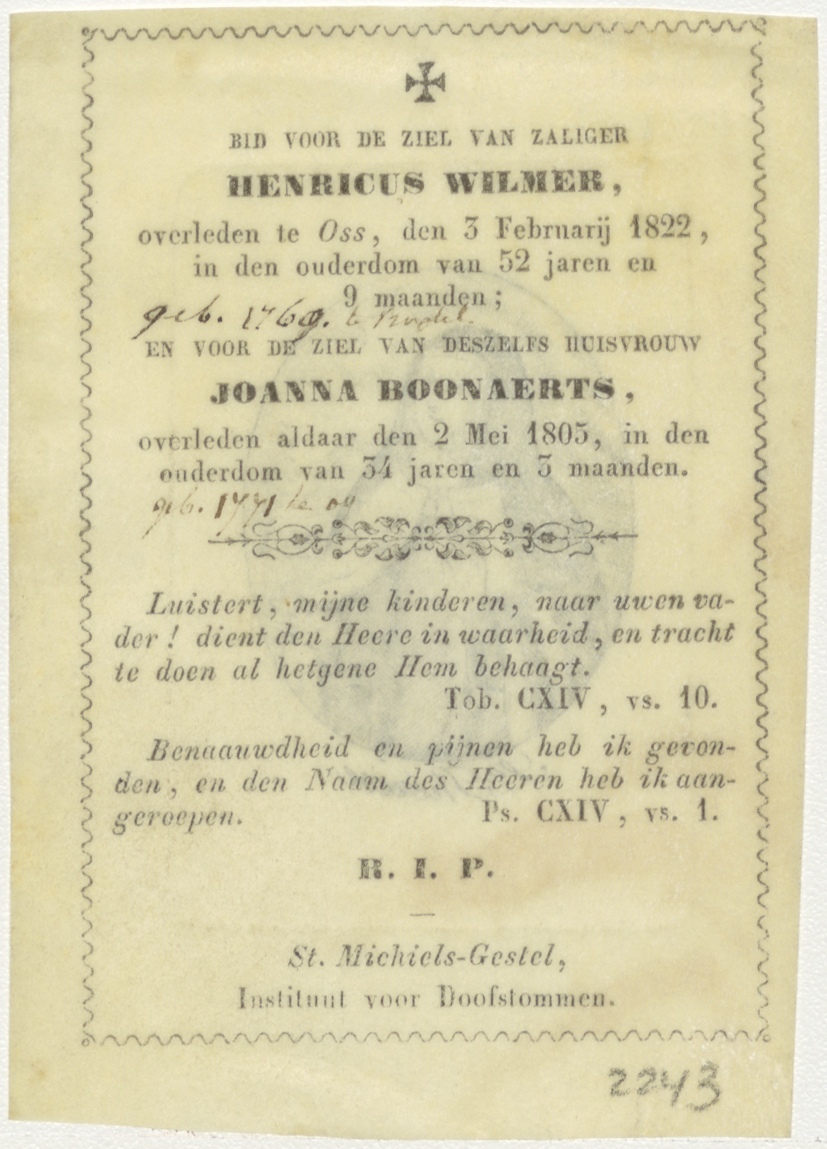 BID VOOR DE ZIEL VAN ZALIGER
HENRICUS WILMER,
overleden te Oss, den 3 Februarij 1822,
in den ouderdom van 52 jaren en
9 maanden;
geb. 1769. te Budel.
EN VOOR DE ZIEL VAN DESZELFS HUISVROUW
JOANNA BOONAERTS,
overleden aldaar den 2 Mei 1805, in den
ouderdom van 34 jaren en 3 maanden.
geb. 1771 te
Luistert, mijne kinderen, naar uwen va-
der! dient den Heere in waarheid, en tracht
te doen al hetgene Hem behaagt.
Tob. CXIV, vs. 10.
Benaauwdheid en pijnen heb ik gevon-
den, en den Naam des Heeren heb ik aan-
geroepen. Ps. CXIV, vs. 1.
R. I. P.
St. Michiels-Gestel,
Instituut voor Doofstommen.
2243